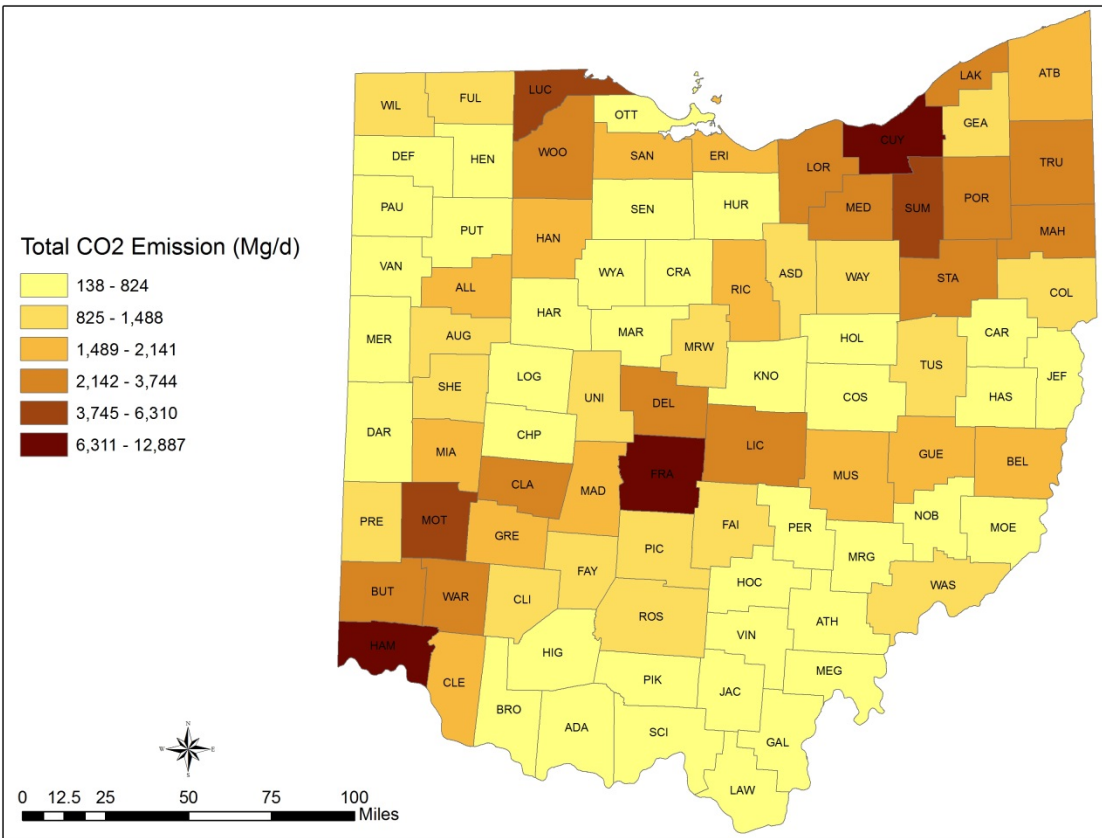 LAK
ATB
WIL
FUL
LUC
OTT
CUY
GEA
DEF
HEN
WOO
SAN
ERI
LOR
TRU
PAU
SEN
HUR
MED
SUM
POR
PUT
HAN
MAH
Total CO2 Emission (Mg/d)
138 - 824
825 - 1,488
1,489 - 2,141
2,142 - 3,744
3,745 - 6,310
6,311 - 12,887
VAN
WYA
CRA
RIC
ASD
WAY
STA
COL
ALL
HAR
MAR
MRW
HOL
CAR
MER
AUG
TUS
JEF
LOG
KNO
SHE
UNI
DEL
COS
HAS
DAR
CHP
MIA
LIC
GUE
BEL
FRA
MUS
CLA
MAD
PRE
MOT
GRE
FAI
PER
NOB
MOE
PIC
MRG
FAY
HOC
WAS
BUT
WAR
CLI
ROS
ATH
VIN
HAM
HIG
MEG
CLE
PIK
JAC
BRO
ADA
SCI
GAL
LAW
N
W E
S
0 12.5 25 50 75 100
Miles